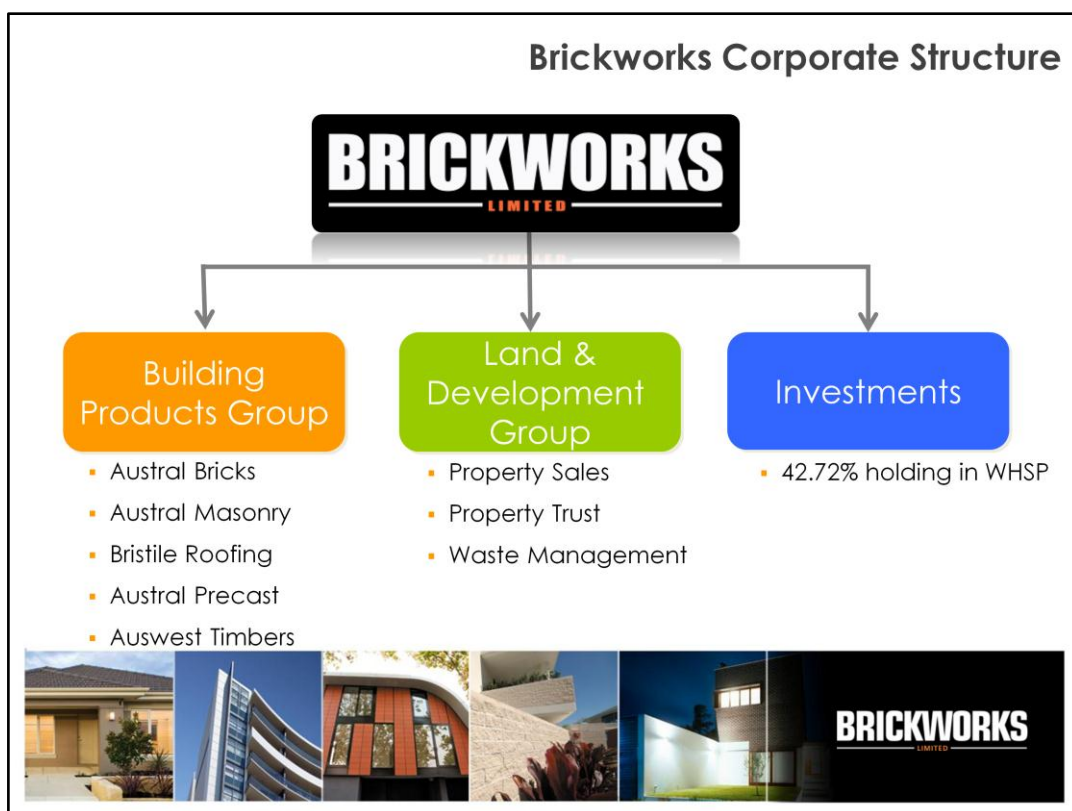 Brickworks Corporate Structure
BRICKWORKS
LIMITED
Building
Products Group
▪ Austral Bricks
▪ Austral Masonry
▪ Bristile Roofing
▪ Austral Precast
▪ Auswest Timbers
Land &
Development
Group
▪ Property Sales
▪ Property Trust
▪ Waste Management
Investments
▪ 42.72% holding in WHSP
BRICKWORKS
LIMITED